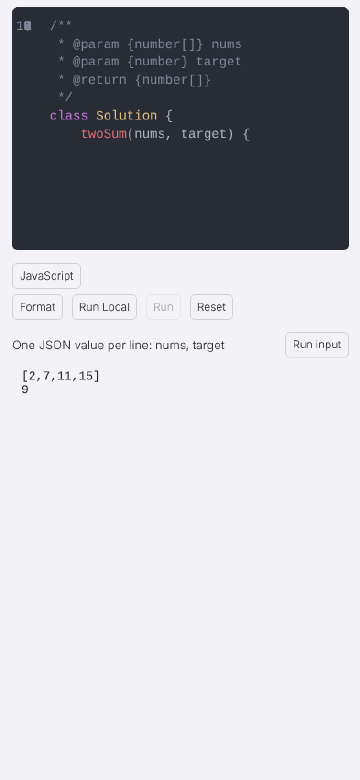 /**
 * @param {number[]} nums
 * @param {number} target
 * @return {number[]}
 */
class Solution {
    twoSum(nums, target) {
JavaScript
Format Run Local Run Reset
One JSON value per line: nums, target Run input
[2,7,11,15]
9